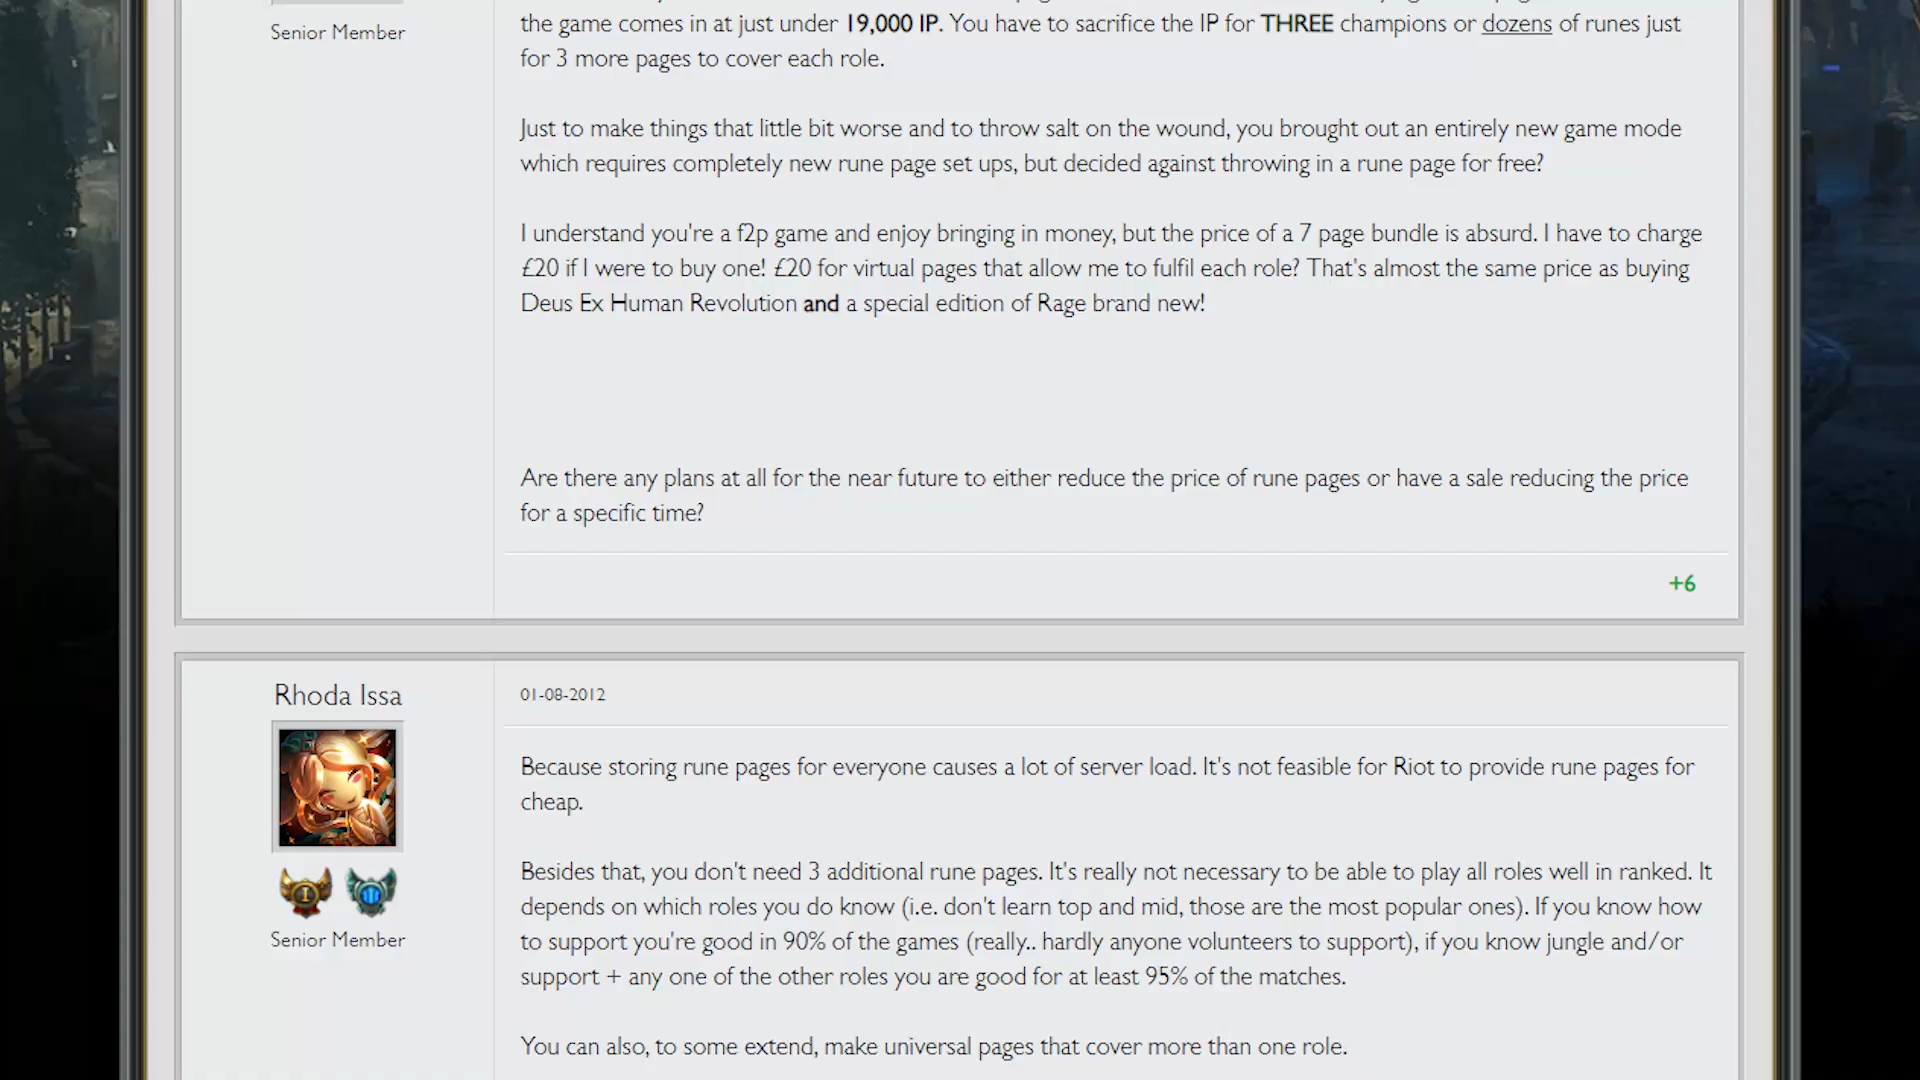 Senior Member
the game comes in at just under 19,000 IP. You have to sacrifice the IP for THREE champions or dozens of runes just
for 3 more pages to cover each role.
Just to make things that little bit worse and to throw salt on the wound, you brought out an entirely new game mode
which requires completely new rune page set ups, but decided against throwing in a rune page for free?
I understand you're a f2p game and enjoy bringing in money, but the price of a 7 page bundle is absurd. I have to charge
£20 if I were to buy one! £20 for virtual pages that allow me to fulfil each role? That's almost the same price as buying
Deus Ex Human Revolution and a special edition of Rage brand new!
Are there any plans at all for the near future to either reduce the price of rune pages or have a sale reducing the price
for a specific time?
+6
Rhoda Issa
Senior Member
01-08-2012
Because storing rune pages for everyone causes a lot of server load. It's not feasible for Riot to provide rune pages for
cheap.
Besides that, you don't need 3 additional rune pages. It's really not necessary to be able to play all roles well in ranked. It
depends on which roles you do know (i.e. don't learn top and mid, those are the most popular ones). If you know how
to support you're good in 90% of the games (really.. hardly anyone volunteers to support), if you know jungle and/or
support + any one of the other roles you are good for at least 95% of the matches.
You can also, to some extend, make universal pages that cover more than one role.